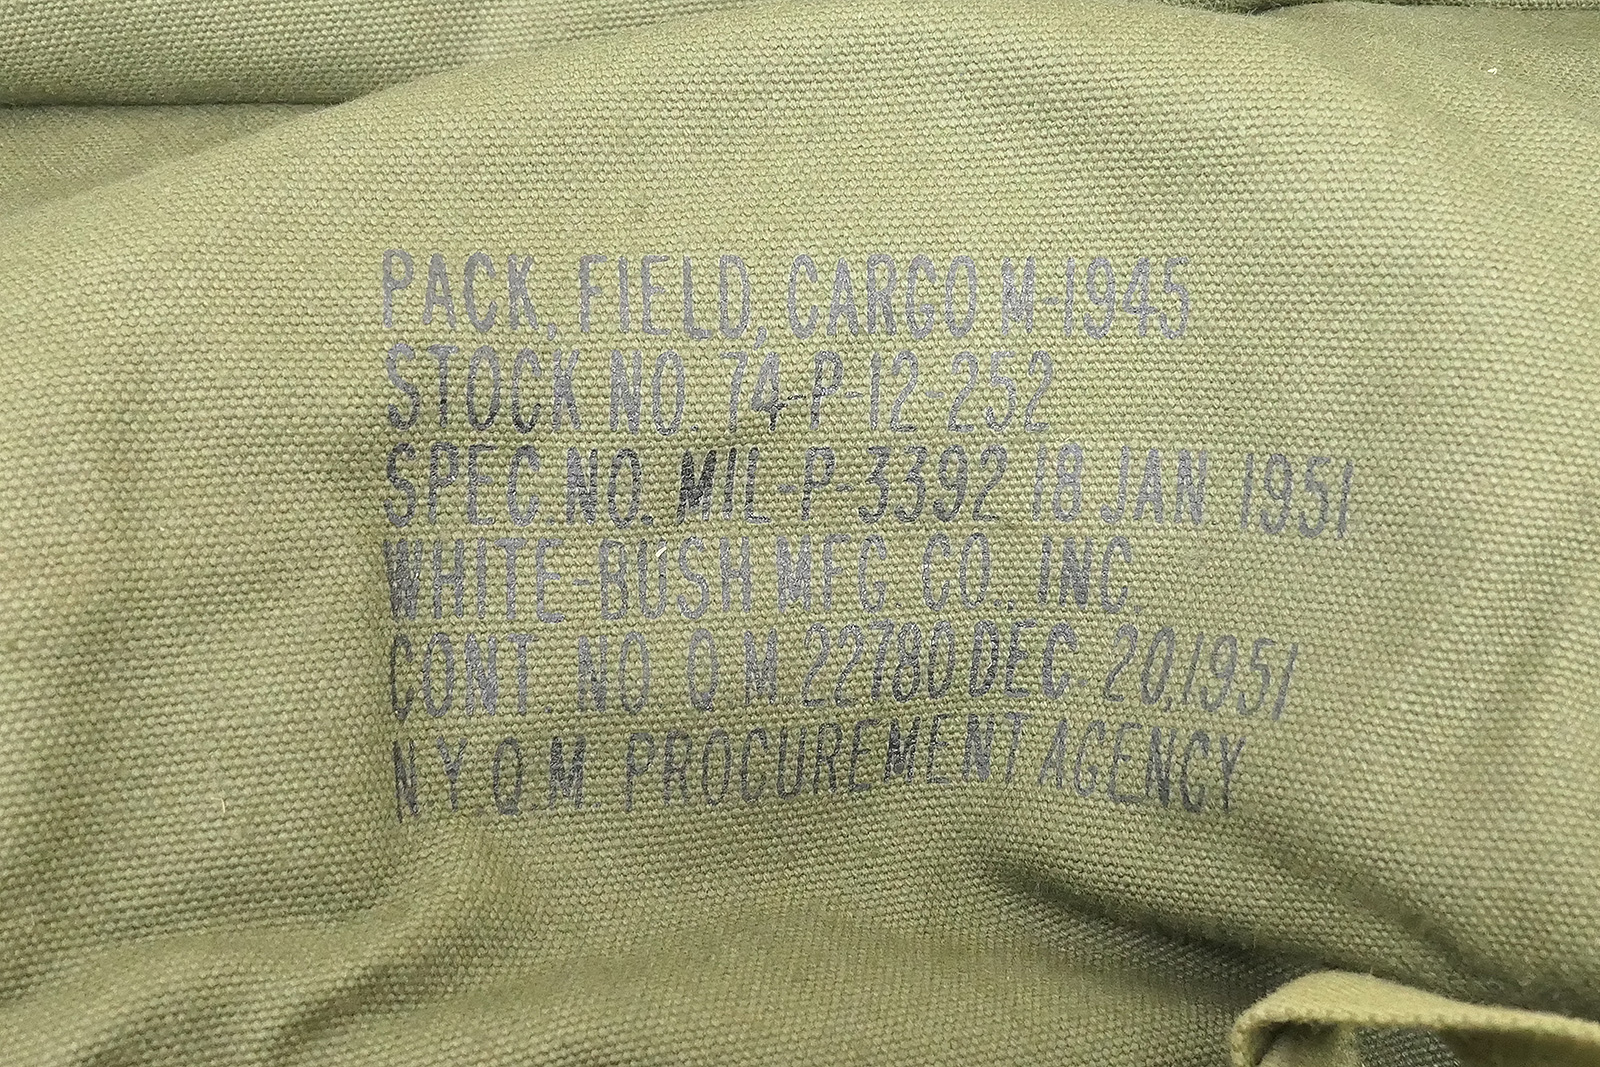 PACK, FIELD, CARGO M-1945
STOCK NO. 74-P-12-252
SPEC. NO. MIL-P-3392 18 JAN 1951
WHITE-BUSH MFG. CO., INC.
CONT. NO. Q M. 22780 DEC. 20, 1951
N.Y.Q.M. PROCUREMENT AGENCY